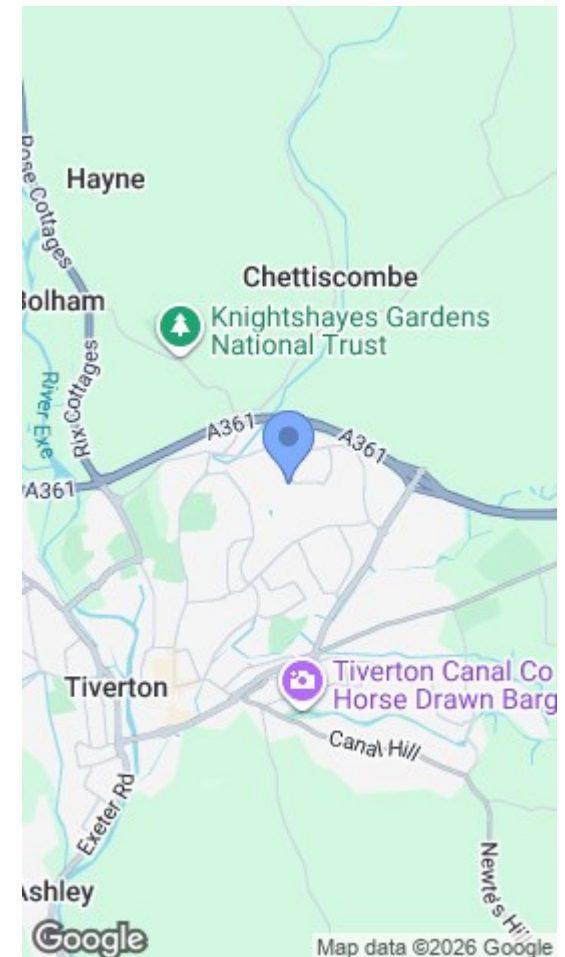 Rose Cottages
Hayne
Chettiscombe
Bolham
Knightshayes Gardens
National Trust
River Exe
Rix Cottages
A361
A361
A361
Tiverton Canal Co
Horse Drawn Barg
Tiverton
Canal Hill
Exeter Rd
Newte's Hil
Ashley
Google
Map data ©2026 Google